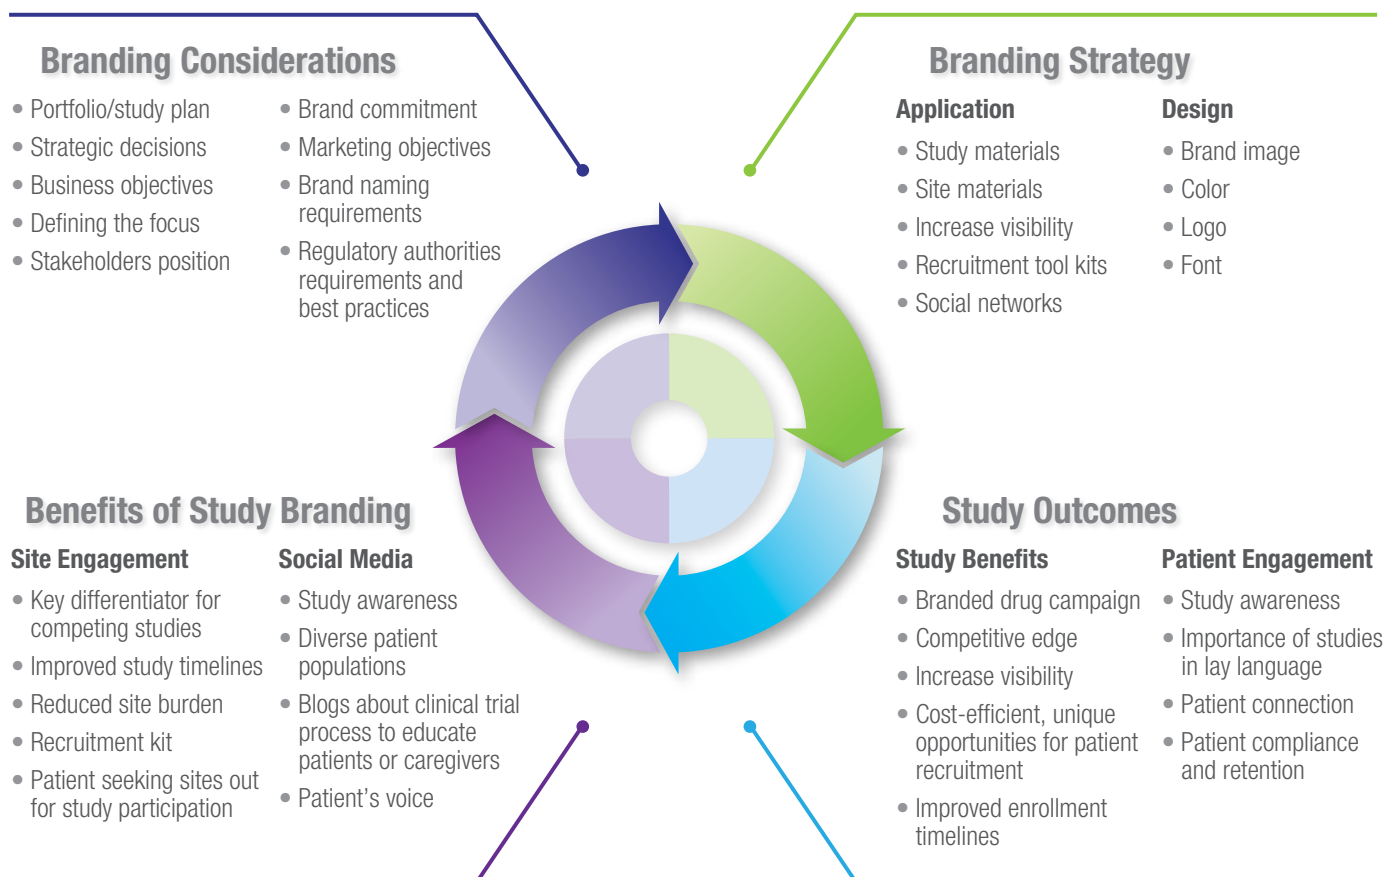 Branding Considerations
• Portfolio/study plan
• Strategic decisions
• Business objectives
• Defining the focus
• Stakeholders position
• Brand commitment
• Marketing objectives
• Brand naming
requirements
• Regulatory authorities
requirements and
best practices
Branding Strategy
Application
• Study materials
• Site materials
• Increase visibility
• Recruitment tool kits
• Social networks
Design
• Brand image
• Color
• Logo
• Font
Benefits of Study Branding
Site Engagement
• Key differentiator for
competing studies
• Improved study timelines
• Reduced site burden
• Recruitment kit
• Patient seeking sites out
for study participation
Social Media
• Study awareness
• Diverse patient
populations
• Blogs about clinical trial
process to educate
patients or caregivers
• Patient’s voice
Study Outcomes
Study Benefits
• Branded drug campaign
• Competitive edge
• Increase visibility
• Cost-efficient, unique
opportunities for patient
recruitment
• Improved enrollment
timelines
Patient Engagement
• Study awareness
• Importance of studies
in lay language
• Patient connection
• Patient compliance
and retention